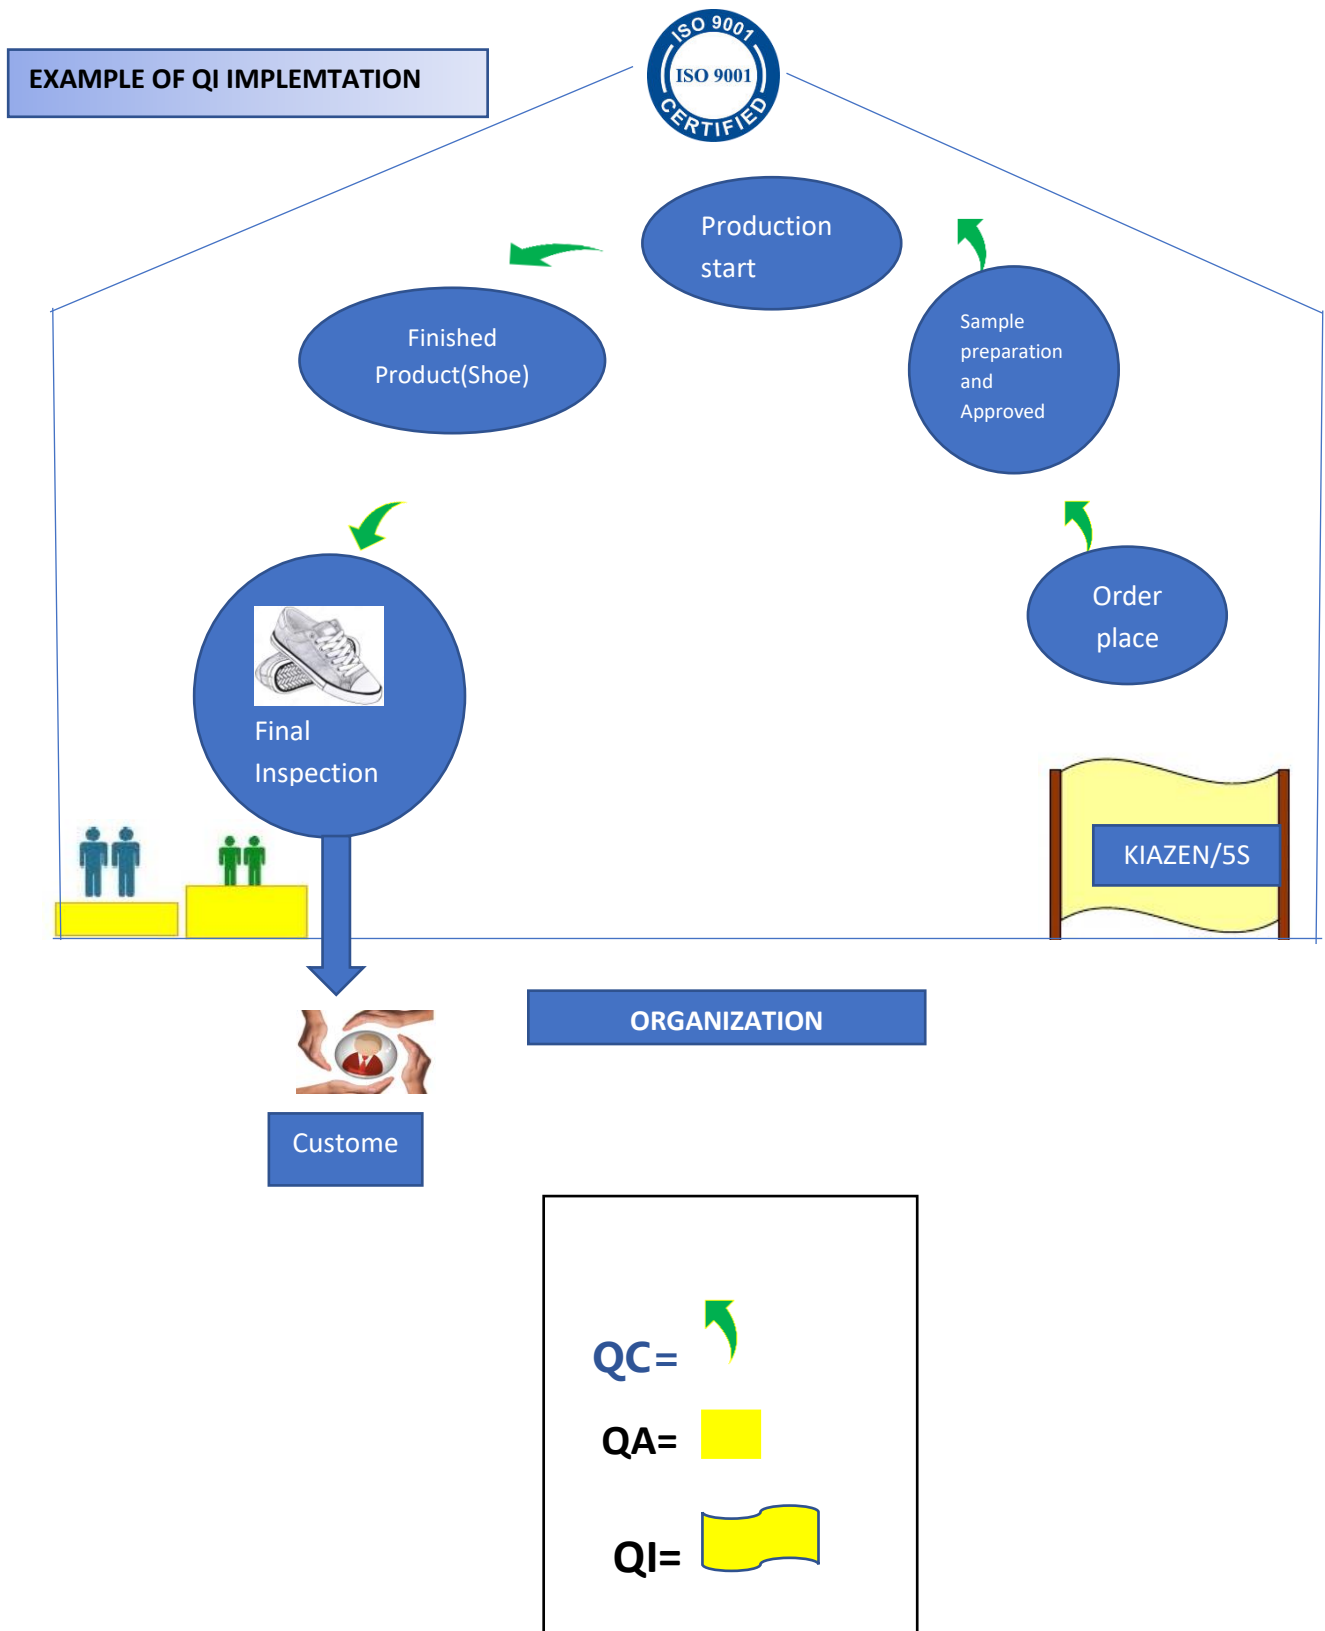 ISO 9001
ISO 9001
CERTIFIED
EXAMPLE OF QI IMPLEMTATION
Production
start
Finished
Product(Shoe)
Sample
preparation
and
Approved
Order
place
Final
Inspection
KIAZEN/5S
ORGANIZATION
Custome
QC=
QA=
QI=